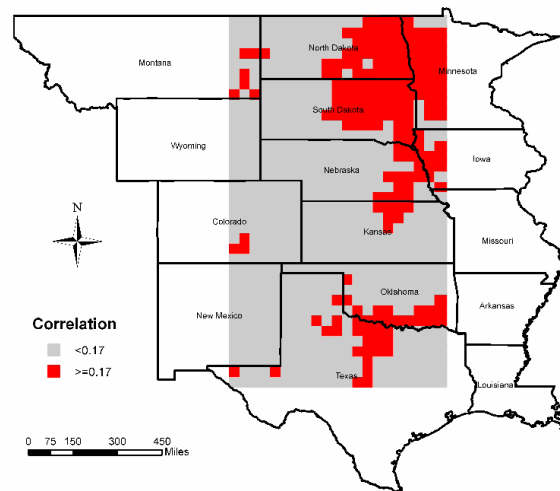 North Dakota
Montana
Minnesota
South Dakota
Wyoming
Iowa
Nebraska
N
Colorado
Kansas
Missouri
Oklahoma
Arkansas
New Mexico
Correlation
<0.17
>=0.17
Texas
Louisiana
0 75 150 300 450
Miles